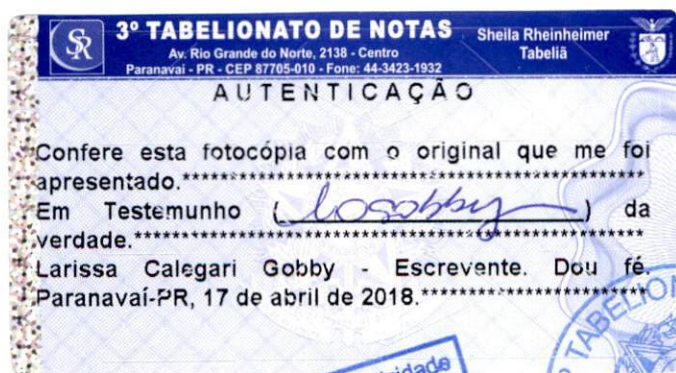 SR
3º TABELIONATO DE NOTAS
Av. Rio Grande do Norte, 2138 - Centro
Paranavaí - PR - CEP 87705-010 - Fone: 44-3423-1932
Sheila Rheinheimer
Tabeliã
AUTENTICAÇÃO
Confere esta fotocópia com o original que me foi
apresentado.**********************************************
Em Testemunho ( ) da
verdade.***************************************************
Larissa Calegari Gobby - Escrevente. Dou fé.
Paranavaí-PR, 17 de abril de 2018.***********************